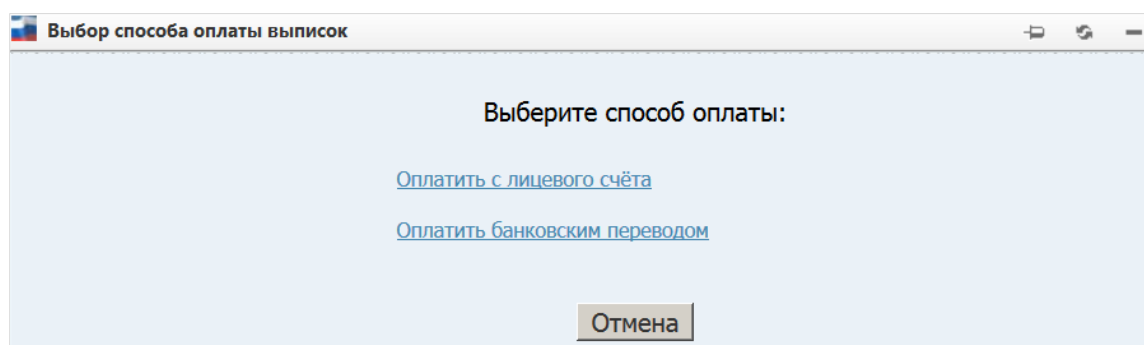 Выбор способа оплаты выписок
Выберите способ оплаты:
Оплатить с лицевого счёта
Оплатить банковским переводом
Отмена